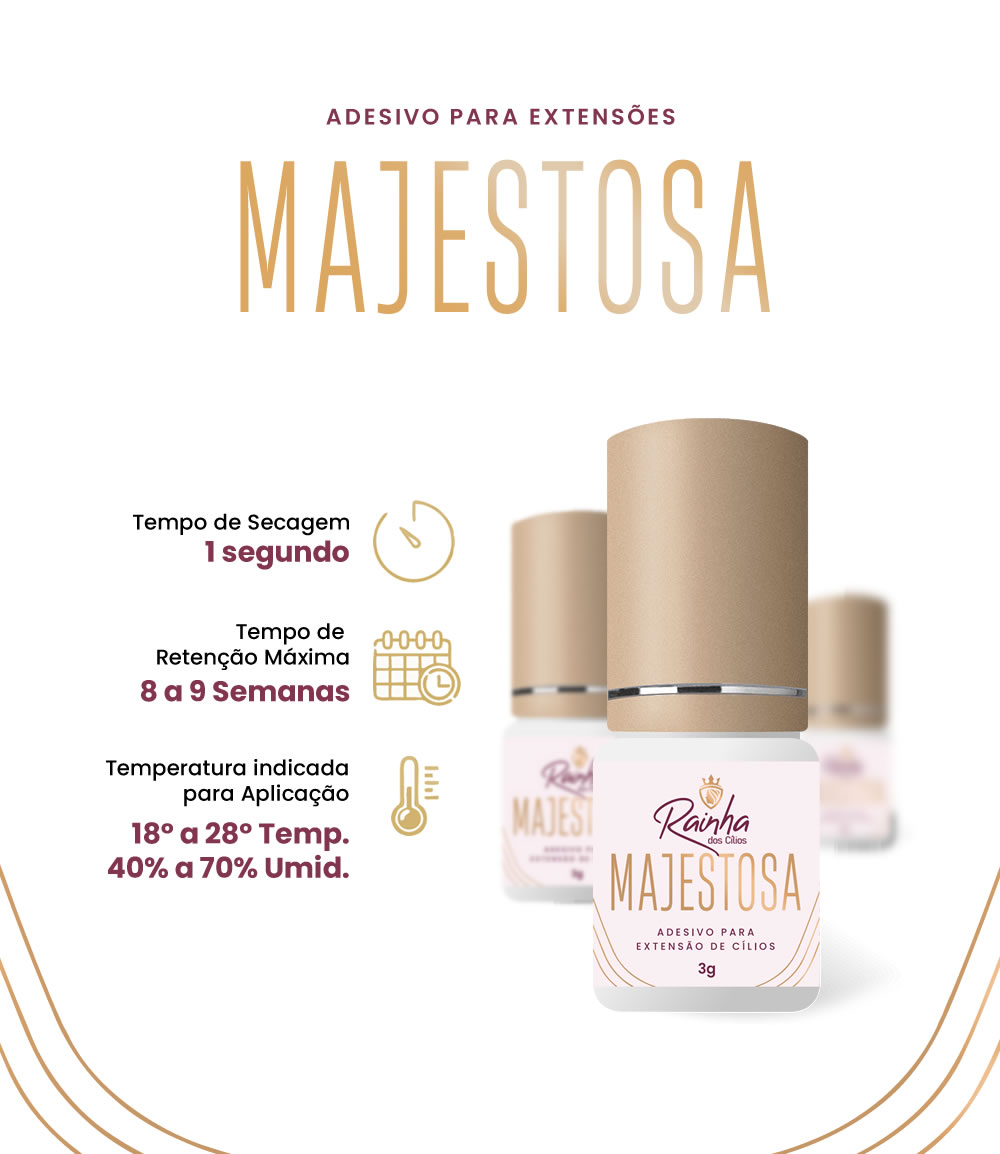 ADESIVO PARA EXTENSÕES
MAJESTOSA
Tempo de Secagem
1 segundo
Tempo de
Retenção Máxima
8 a 9 Semanas
Temperatura indicada
para Aplicação
18º a 28º Temp.
40% a 70% Umid.
Rainha
dos Cílios
MAJESTOSA
ADESIVO PARA
EXTENSÃO DE CÍLIOS
3g